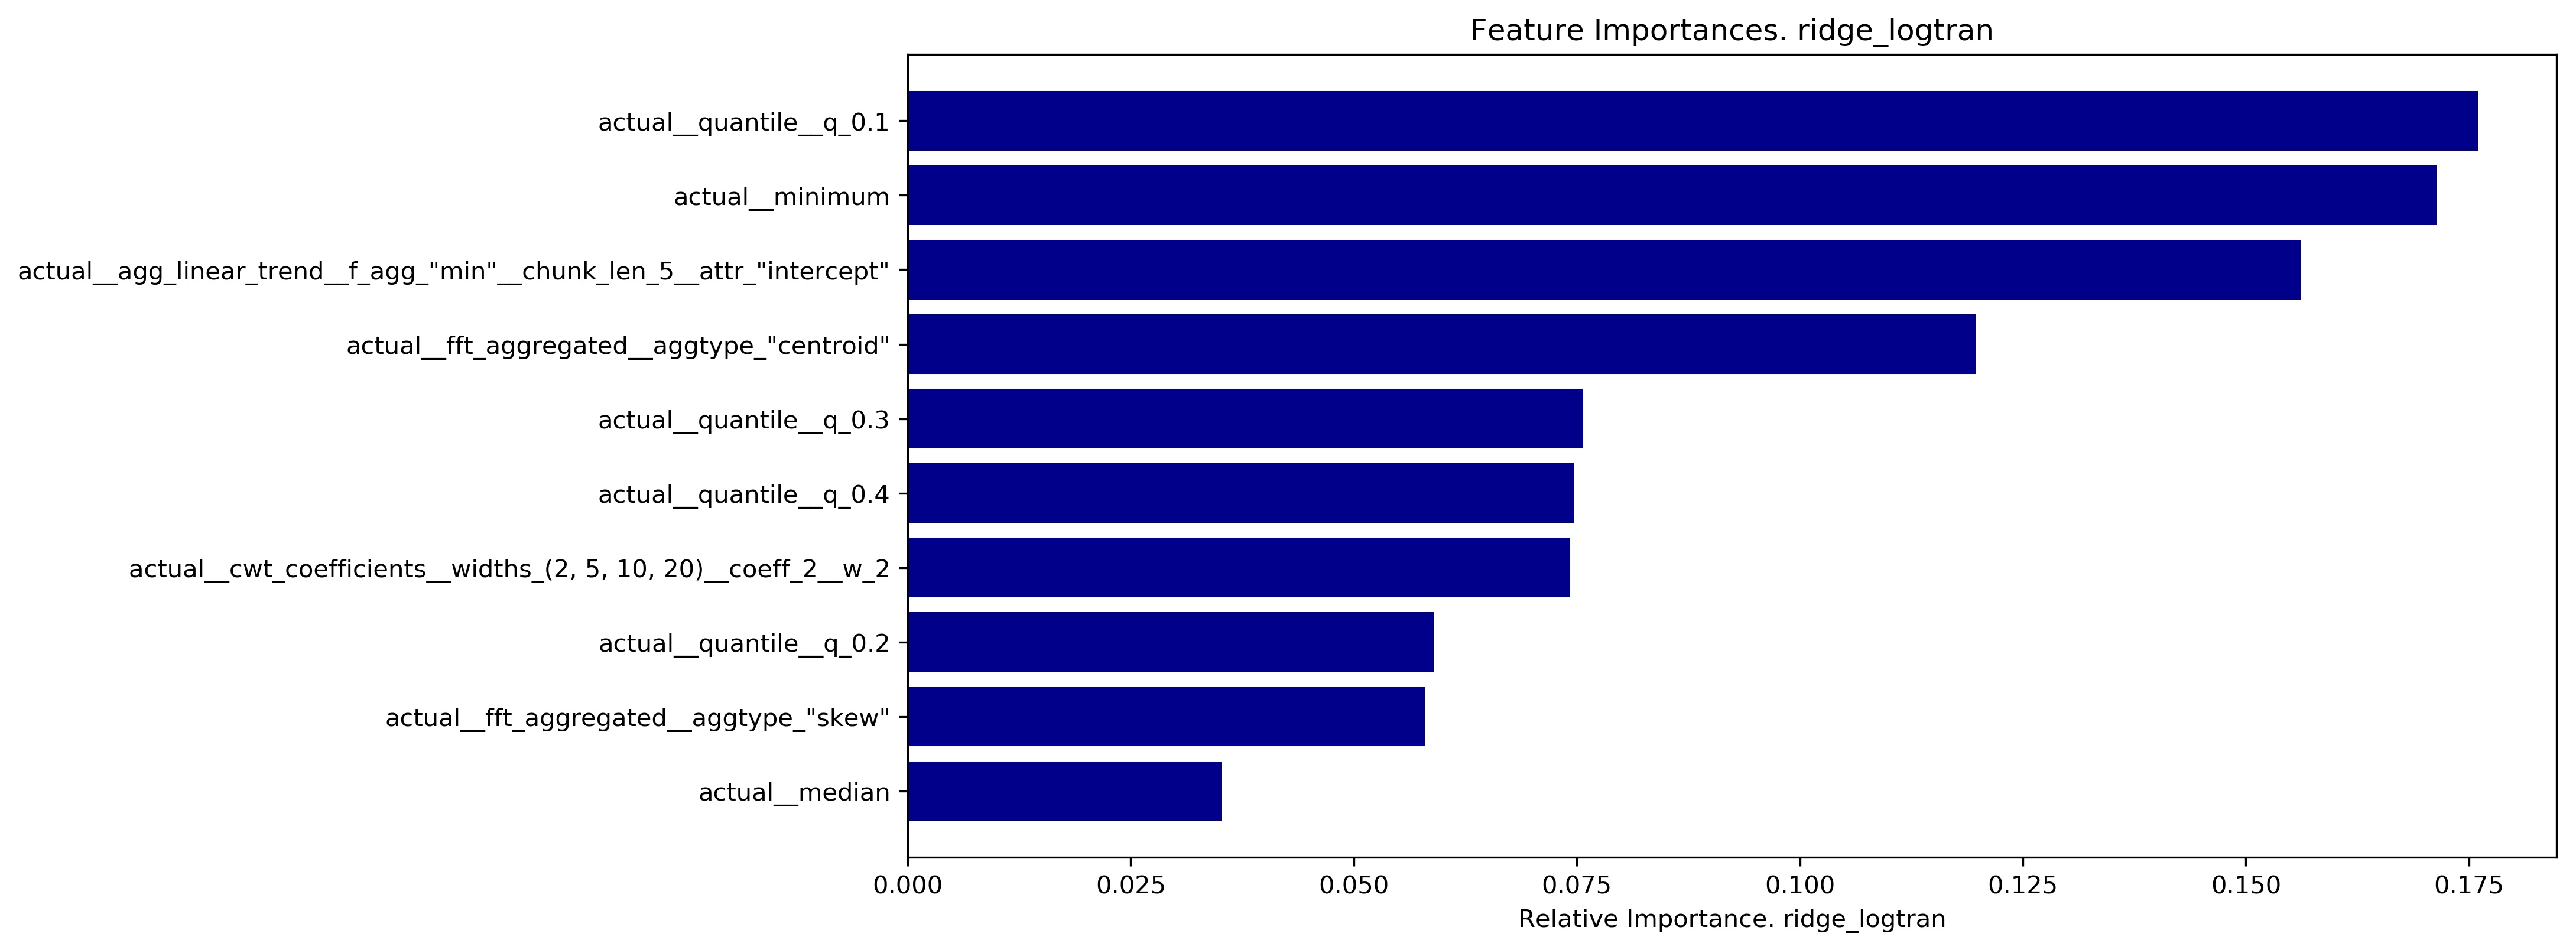 Feature Importances. ridge_logtran
actual__quantile__q_0.1
actual__minimum
actual__agg_linear_trend__f_agg_"min"__chunk_len_5__attr_"intercept"
actual__fft_aggregated__aggtype_"centroid"
actual__quantile__q_0.3
actual__quantile__q_0.4
actual__cwt_coefficients__widths_(2, 5, 10, 20)__coeff_2__w_2
actual__quantile__q_0.2
actual__fft_aggregated__aggtype_"skew"
actual__median
0.000 0.025 0.050 0.075 0.100 0.125 0.150 0.175
Relative Importance. ridge_logtran